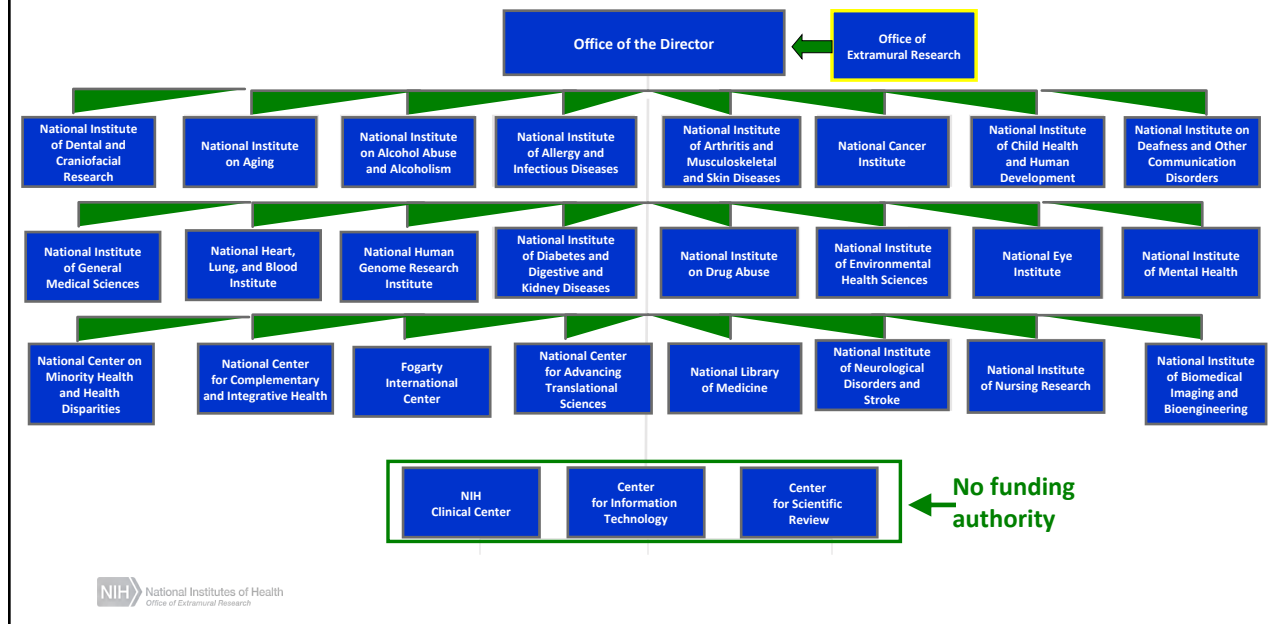 Office of the Director
Office of
Extramural Research
National Institute
of Dental and
Craniofacial
Research
National Institute
on Aging
National Institute
on Alcohol Abuse
and Alcoholism
National Institute
of Allergy and
Infectious Diseases
National Institute
of Arthritis and
Musculoskeletal
and Skin Diseases
National Cancer
Institute
National Institute
of Child Health
and Human
Development
National Institute on
Deafness and Other
Communication
Disorders
National Institute
of General
Medical Sciences
National Heart,
Lung, and Blood
Institute
National Human
Genome Research
Institute
National Institute
of Diabetes and
Digestive and
Kidney Diseases
National Institute
on Drug Abuse
National Institute
of Environmental
Health Sciences
National Eye
Institute
National Institute
of Mental Health
National Center on
Minority Health
and Health
Disparities
National Center
for Complementary
and Integrative Health
Fogarty
International
Center
National Center
for Advancing
Translational
Sciences
National Library
of Medicine
National Institute
of Neurological
Disorders and
Stroke
National Institute
of Nursing Research
National Institute
of Biomedical
Imaging and
Bioengineering
NIH
Clinical Center
Center
for Information
Technology
Center
for Scientific
Review
No funding
authority
NIH National Institutes of Health
Office of Extramural Research